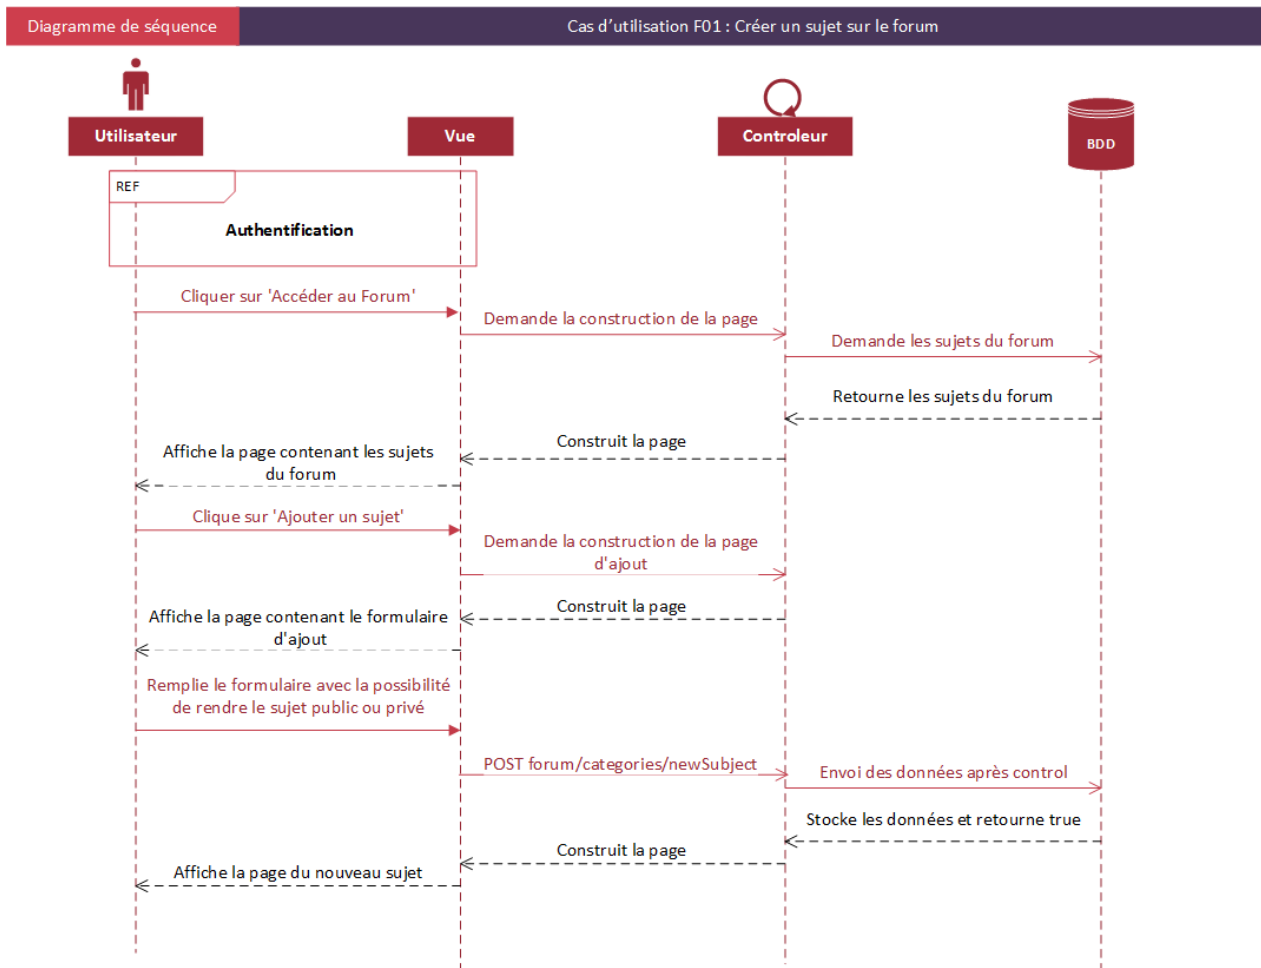 Diagramme de séquence
Cas d'utilisation F01 : Créer un sujet sur le forum
Utilisateur
Vue
Controleur
BDD
REF
Authentification
Cliquer sur 'Accéder au Forum'
Demande la construction de la page
Demande les sujets du forum
Retourne les sujets du forum
Construit la page
Affiche la page contenant les sujets
du forum
Clique sur 'Ajouter un sujet'
Demande la construction de la page
d'ajout
Construit la page
Affiche la page contenant le formulaire
d'ajout
Remplie le formulaire avec la possibilité
de rendre le sujet public ou privé
POST forum/categories/newSubject
Envoi des données après control
Stocke les données et retourne true
Construit la page
Affiche la page du nouveau sujet